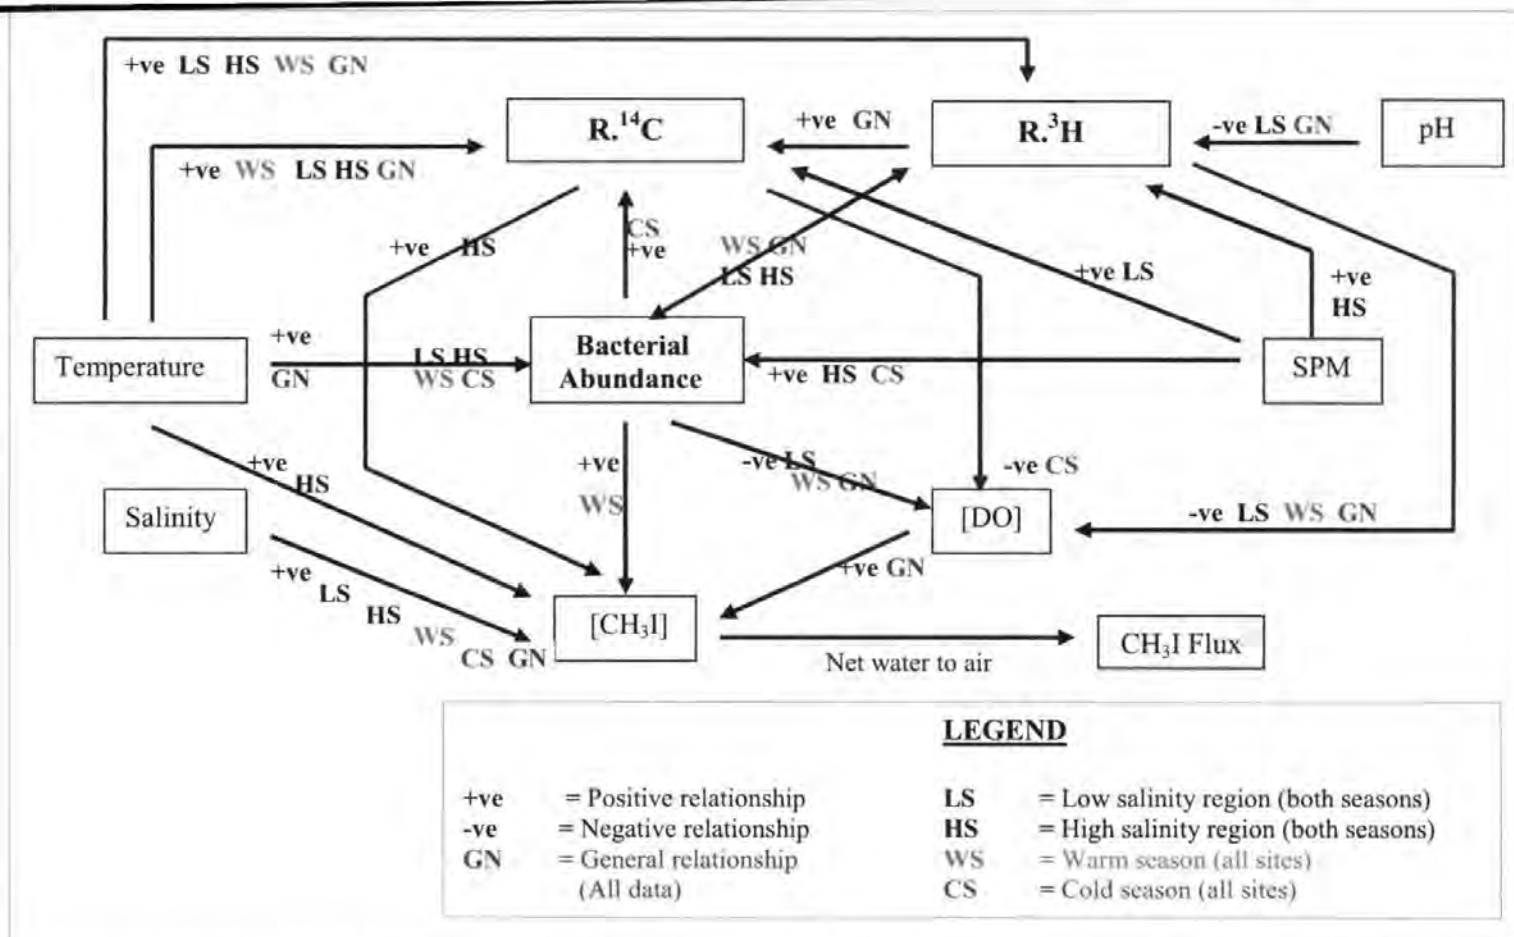 +ve LS HS WS GN
R.¹⁴C
+ve GN
R.³H
-ve LS GN
pH
+ve WS LS HS GN
CS
+ve
+ve HS
WS GN
LS HS
+ve LS
+ve
HS
Temperature
+ve
GN
LS HS
WS CS
Bacterial
Abundance
+ve HS CS
SPM
+ve
HS
+ve
WS
-ve LS
WS GN
-ve CS
Salinity
[DO]
-ve LS WS GN
+ve
LS
HS
WS
CS GN
+ve GN
[CH₃I]
Net water to air
CH₃I Flux
LEGEND
+ve = Positive relationship
-ve = Negative relationship
GN = General relationship
(All data)
LS = Low salinity region (both seasons)
HS = High salinity region (both seasons)
WS = Warm season (all sites)
CS = Cold season (all sites)